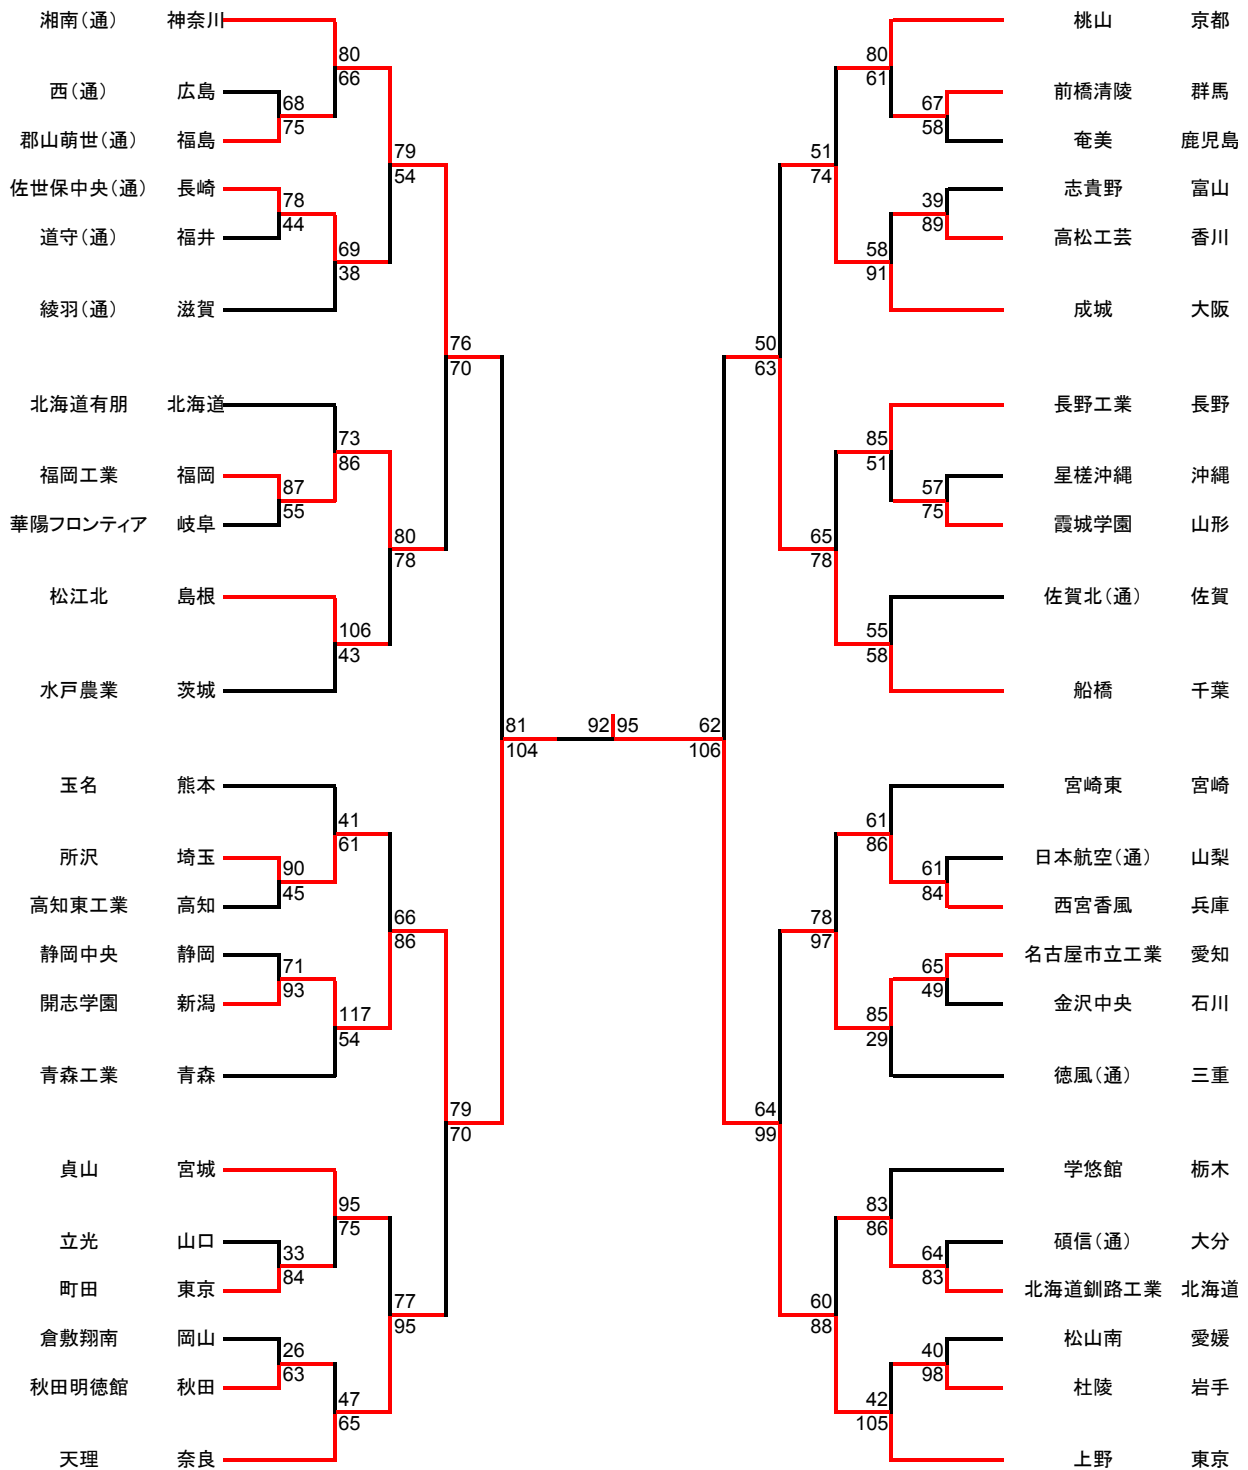 湘南（通） 神奈川 桃山 京都
80 80
66 61
西（通） 広島 前橋清陵 群馬
68 67
75 58
郡山萌世（通） 福島 奄美 鹿児島
79 51
54 74
佐世保中央（通） 長崎 志貴野 富山
78 39
44 89
道守（通） 福井 高松工芸 香川
69 58
38 91
綾羽（通） 滋賀 成城 大阪
76 50
70 63
北海道有朋 北海道 長野工業 長野
73 85
86 51
福岡工業 福岡 星槎沖縄 沖縄
87 57
55 75
華陽フロンティア 岐阜 霞城学園 山形
80 65
78 78
松江北 島根 佐賀北（通） 佐賀
106 55
43 58
水戸農業 茨城 船橋 千葉
81 92 95 62
104 106
玉名 熊本 宮崎東 宮崎
41 61
61 86
所沢 埼玉 日本航空（通） 山梨
90 61
45 84
高知東工業 高知 西宮香風 兵庫
66 78
86 97
静岡中央 静岡 名古屋市立工業 愛知
71 65
93 49
開志学園 新潟 金沢中央 石川
117 85
54 29
青森工業 青森 徳風（通） 三重
79 64
70 99
貞山 宮城 学悠館 栃木
95 83
75 86
立光 山口 碩信（通） 大分
33 64
84 83
町田 東京 北海道釧路工業 北海道
77 60
95 88
倉敷翔南 岡山 松山南 愛媛
26 40
63 98
秋田明徳館 秋田 杜陵 岩手
47 42
65 105
天理 奈良 上野 東京